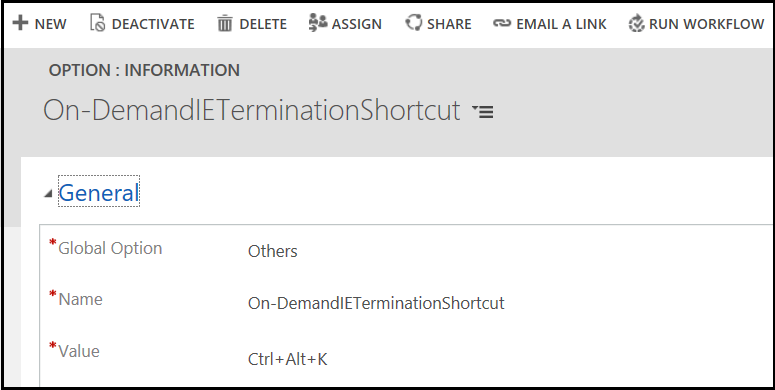 NEW DEACTIVATE DELETE ASSIGN SHARE EMAIL A LINK RUN WORKFLOW
OPTION : INFORMATION
On-DemandIETerminationShortcut
General
*Global Option Others
*Name On-DemandIETerminationShortcut
*Value Ctrl+Alt+K